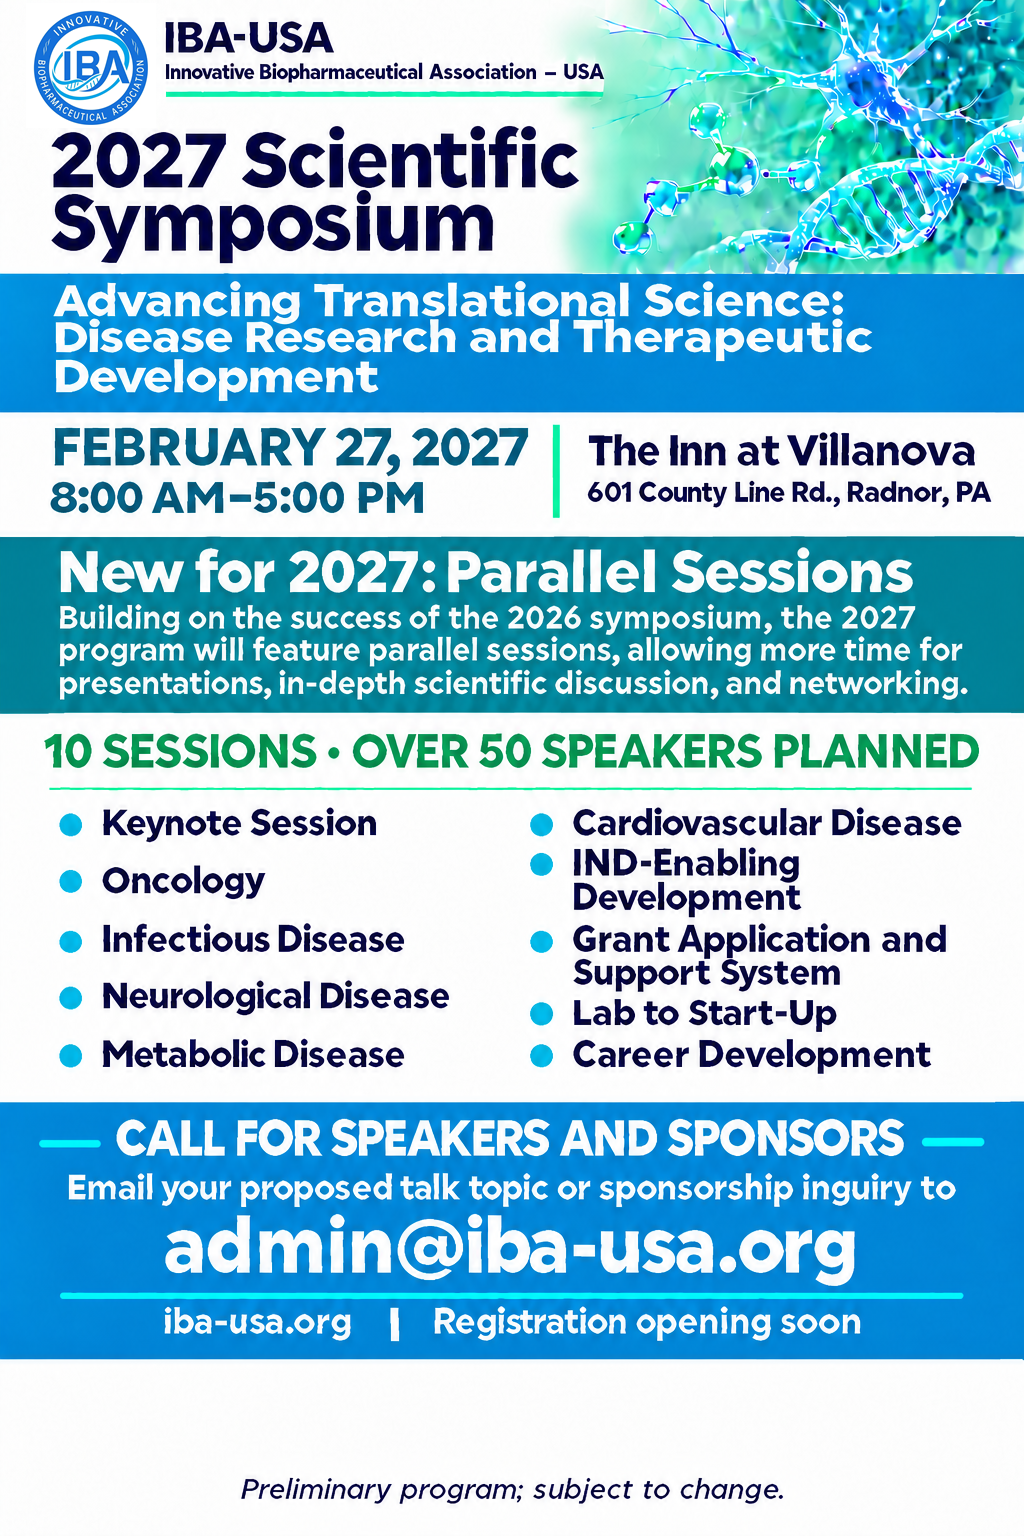 INNOVATIVE
IBA
BIOPHARMACEUTICAL ASSOCIATION
IBA-USA
Innovative Biopharmaceutical Association – USA
2027 Scientific
Symposium
Advancing Translational Science:
Disease Research and Therapeutic
Development
FEBRUARY 27, 2027
8:00 AM–5:00 PM
The Inn at Villanova
601 County Line Rd., Radnor, PA
New for 2027: Parallel Sessions
Building on the success of the 2026 symposium, the 2027
program will feature parallel sessions, allowing more time for
presentations, in-depth scientific discussion, and networking.
10 SESSIONS • OVER 50 SPEAKERS PLANNED
Keynote Session
Oncology
Infectious Disease
Neurological Disease
Metabolic Disease
Cardiovascular Disease
IND-Enabling
Development
Grant Application and
Support System
Lab to Start-Up
Career Development
CALL FOR SPEAKERS AND SPONSORS
Email your proposed talk topic or sponsorship inguiry to
admin@iba-usa.org
iba-usa.org | Registration opening soon
Preliminary program; subject to change.